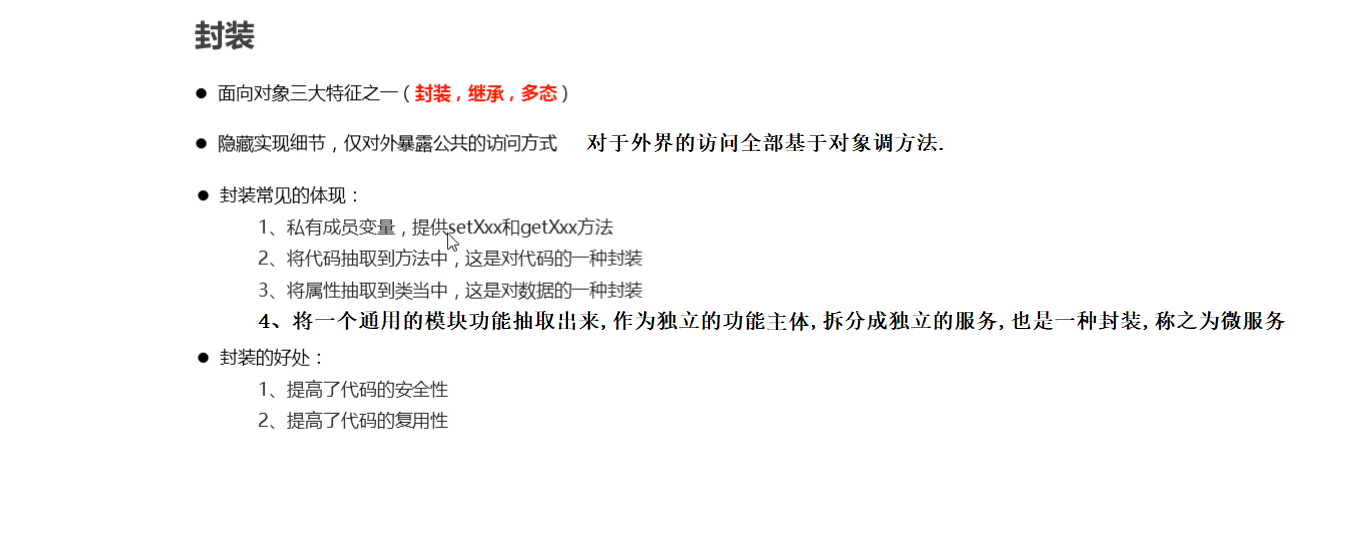 封装
● 面向对象三大特征之一（封装，继承，多态）
● 隐藏实现细节，仅对外暴露公共的访问方式 对于外界的访问全部基于对象调方法.
● 封装常见的体现：
1、私有成员变量，提供setXxx和getXxx方法
2、将代码抽取到方法中，这是对代码的一种封装
3、将属性抽取到类当中，这是对数据的一种封装
4、将一个通用的模块功能抽取出来,作为独立的功能主体,拆分成独立的服务,也是一种封装,称之为微服务
● 封装的好处：
1、提高了代码的安全性
2、提高了代码的复用性